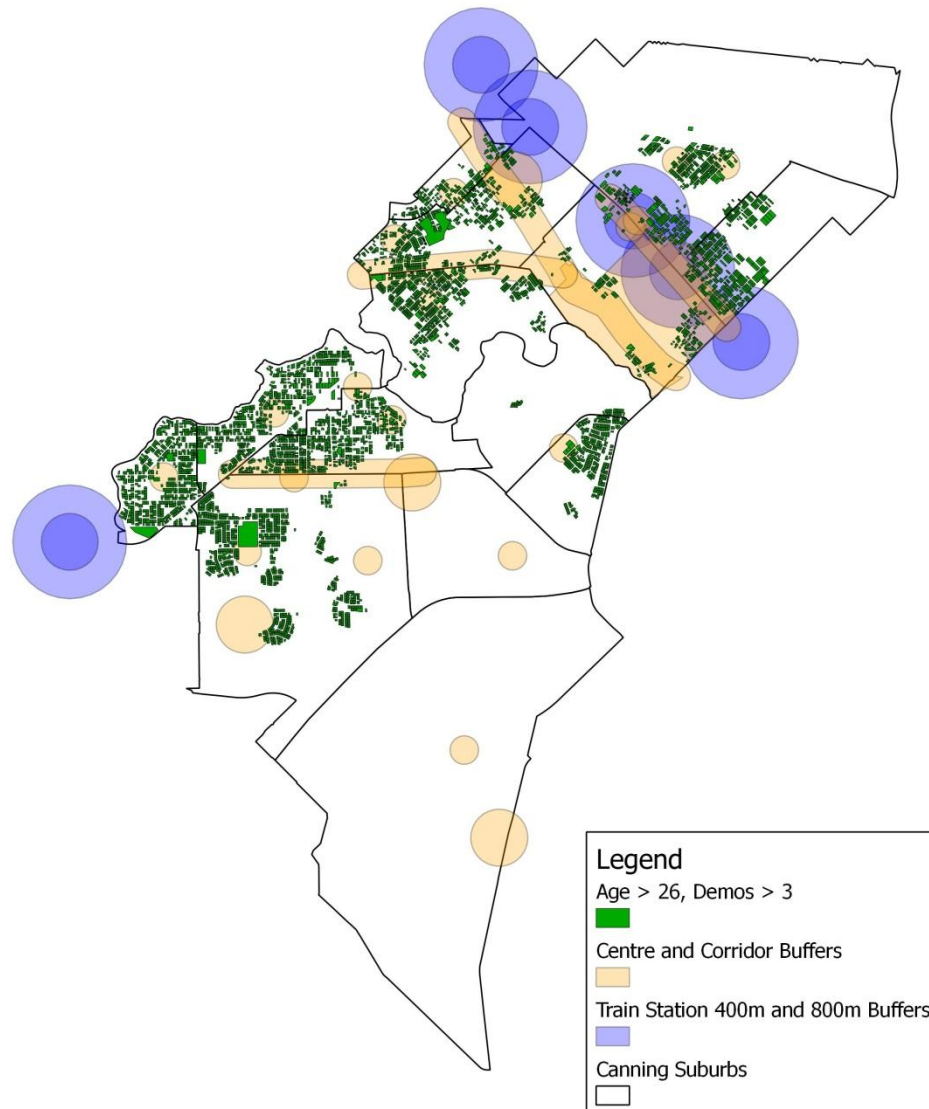 Legend
Age > 26, Demos > 3
Centre and Corridor Buffers
Train Station 400m and 800m Buffers
Canning Suburbs